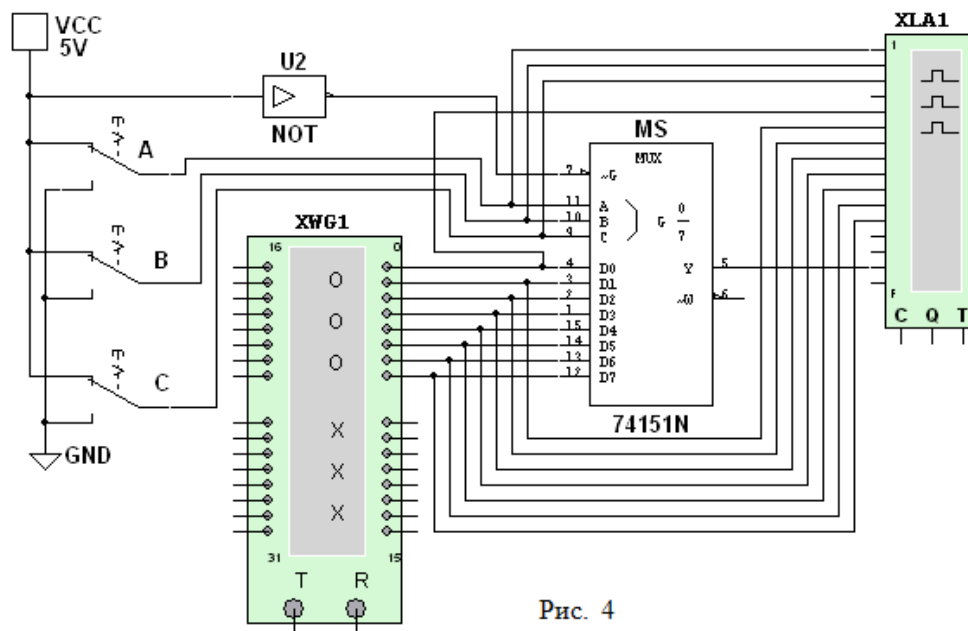 VCC
5V
XLA1
1
U2
NOT
MS
MUX
A
7 ~G
11 A
10 B
9 C
G 0
7
XWG1
16 0
B
O
O
O
4 D0
3 D1
2 D2
1 D3
15 D4
14 D5
13 D6
12 D7
Y 5
~W 6
F
C Q T
C
74151N
GND
X
X
X
31 15
T R
Рис. 4